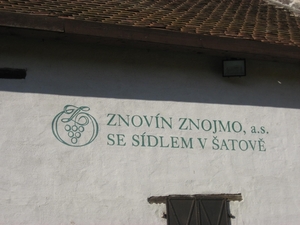 ZNOVÍN ZNOJMO, a.s.
SE SÍDLEM V ŠATOVĚ